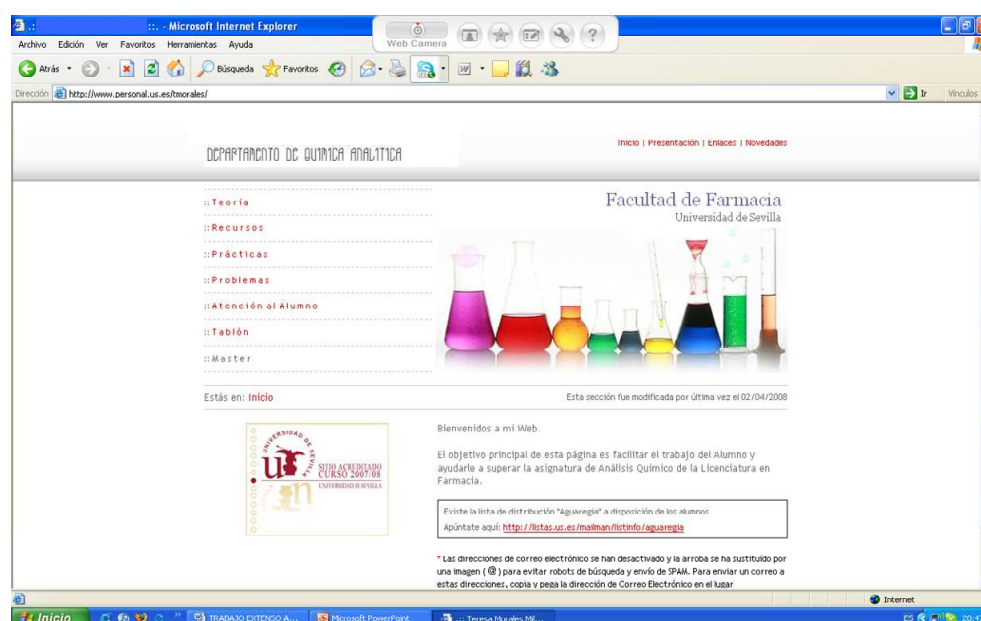 .: ::. - Microsoft Internet Explorer
Archivo Edición Ver Favoritos Herramientas Ayuda
Web Camera
Atrás Búsqueda Favoritos
Dirección http://www.personal.us.es/tmorales/ Ir Vínculos
Inicio | Presentación | Enlaces | Novedades
DEPARTAMENTO DE QUIMICA ANALITICA
Facultad de Farmacia
Universidad de Sevilla
::Teoría
::Recursos
::Prácticas
::Problemas
::Atención al Alumno
::Tablón
::Master
Estás en: Inicio
Esta sección fue modificada por última vez el 02/04/2008
UNIVERSIDAD DE SEVILLA
SITIO ACREDITADO
CURSO 2007/08
UNIVERSIDAD D SEVILLA
Bienvenidos a mi Web.
El objetivo principal de esta página es facilitar el trabajo del Alumno y
ayudarle a superar la asignatura de Análisis Químico de la Licenciatura en
Farmacia.
Existe la lista de distribución "Aguaregia" a disposición de los alumnos
Apúntate aquí: http://listas.us.es/mailman/listinfo/aguaregia
* Las direcciones de correo electrónico se han desactivado y la arroba se ha sustituído por
una imagen (@) para evitar robots de búsqueda y envío de SPAM. Para enviar un correo a
estas direcciones, copia y pega la dirección de Correo Electrónico en el lugar
Internet
Inicio TRABAJO EXTENSO A... Microsoft PowerPoint .:: Teresa Morales Mil... ES